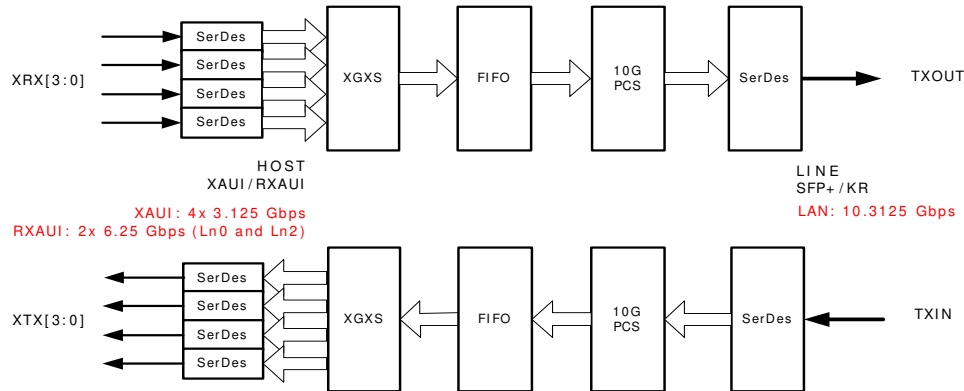 SerDes
SerDes
SerDes
SerDes
XRX[3:0]
XGXS
FIFO
10G
PCS
SerDes
TXOUT
HOST
XAUI/RXAUI
XAUI: 4x 3.125 Gbps
RXAUI: 2x 6.25 Gbps (Ln0 and Ln2)
LINE
SFP+/KR
LAN: 10.3125 Gbps
SerDes
SerDes
SerDes
SerDes
XTX[3:0]
XGXS
FIFO
10G
PCS
SerDes
TXIN